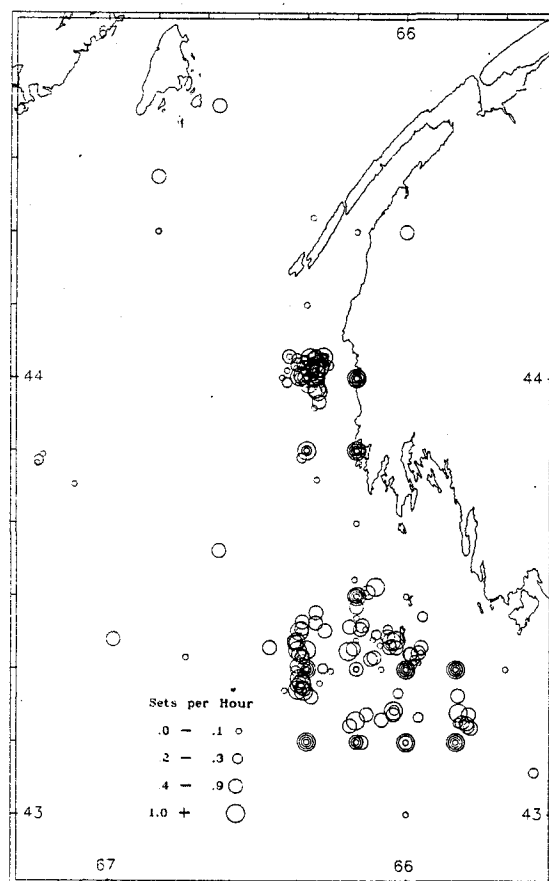 67 66
44 44
Sets per Hour
.0 — .1
.2 — .3
.4 — .9
1.0 +
43 43
67 66